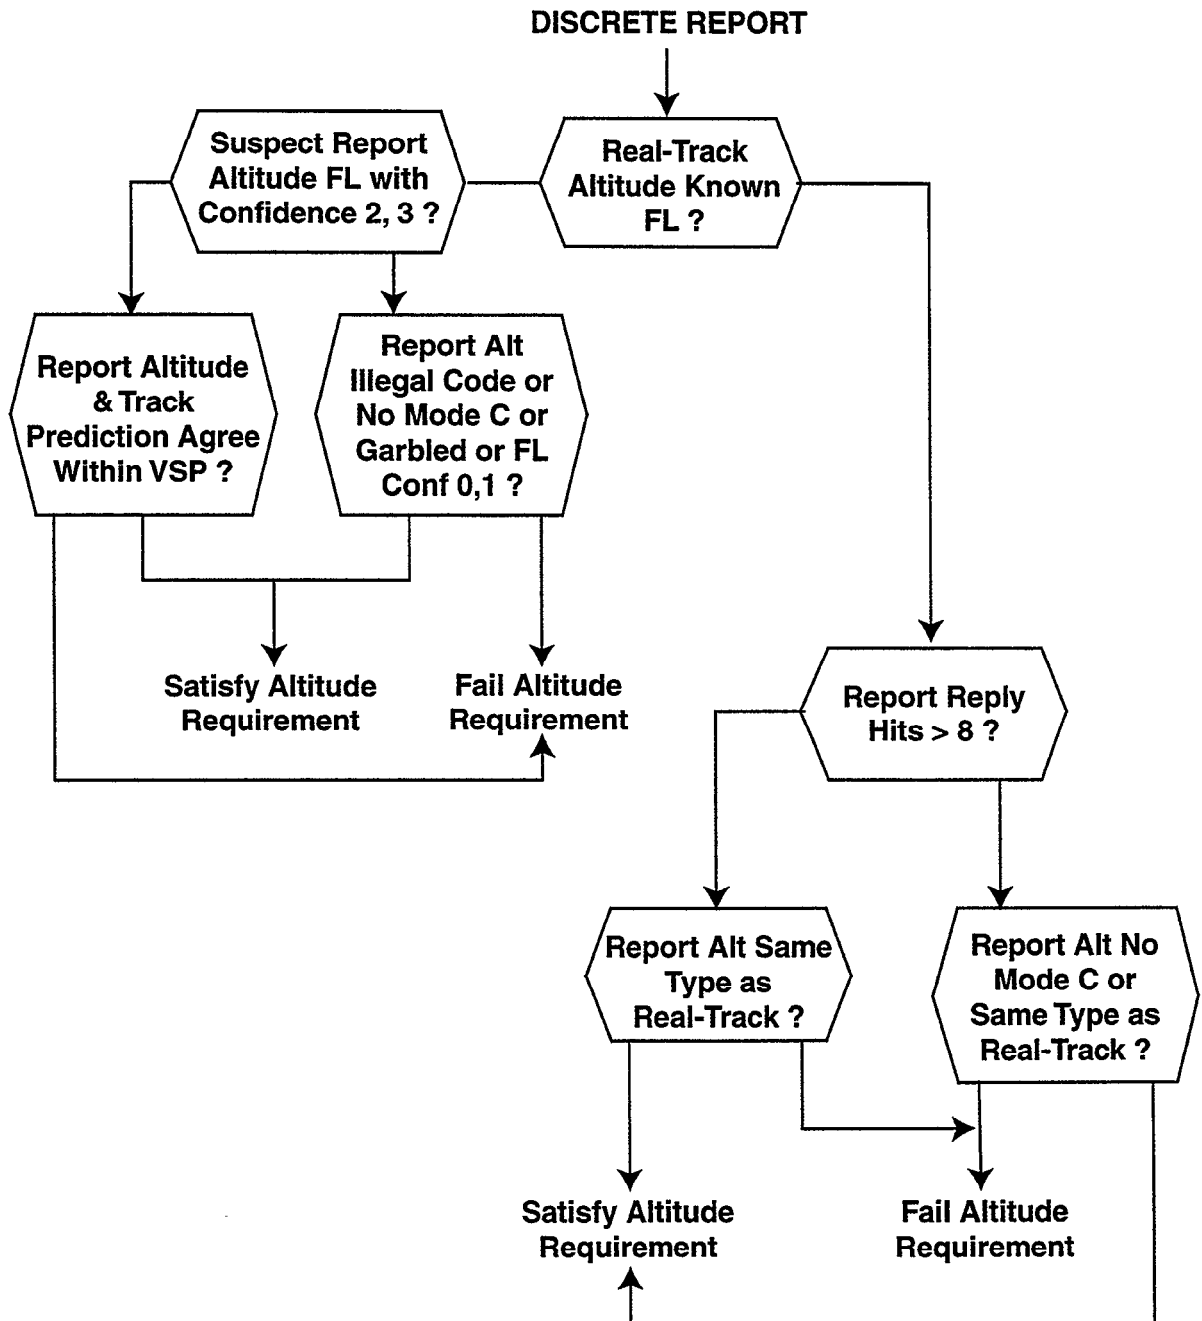 DISCRETE REPORT
Suspect Report
Altitude FL with
Confidence 2, 3 ?
Real-Track
Altitude Known
FL ?
Report Altitude
& Track
Prediction Agree
Within VSP ?
Report Alt
Illegal Code or
No Mode C or
Garbled or FL
Conf 0,1 ?
Satisfy Altitude
Requirement
Fail Altitude
Requirement
Report Reply
Hits > 8 ?
Report Alt Same
Type as
Real-Track ?
Report Alt No
Mode C or
Same Type as
Real-Track ?
Satisfy Altitude
Requirement
Fail Altitude
Requirement